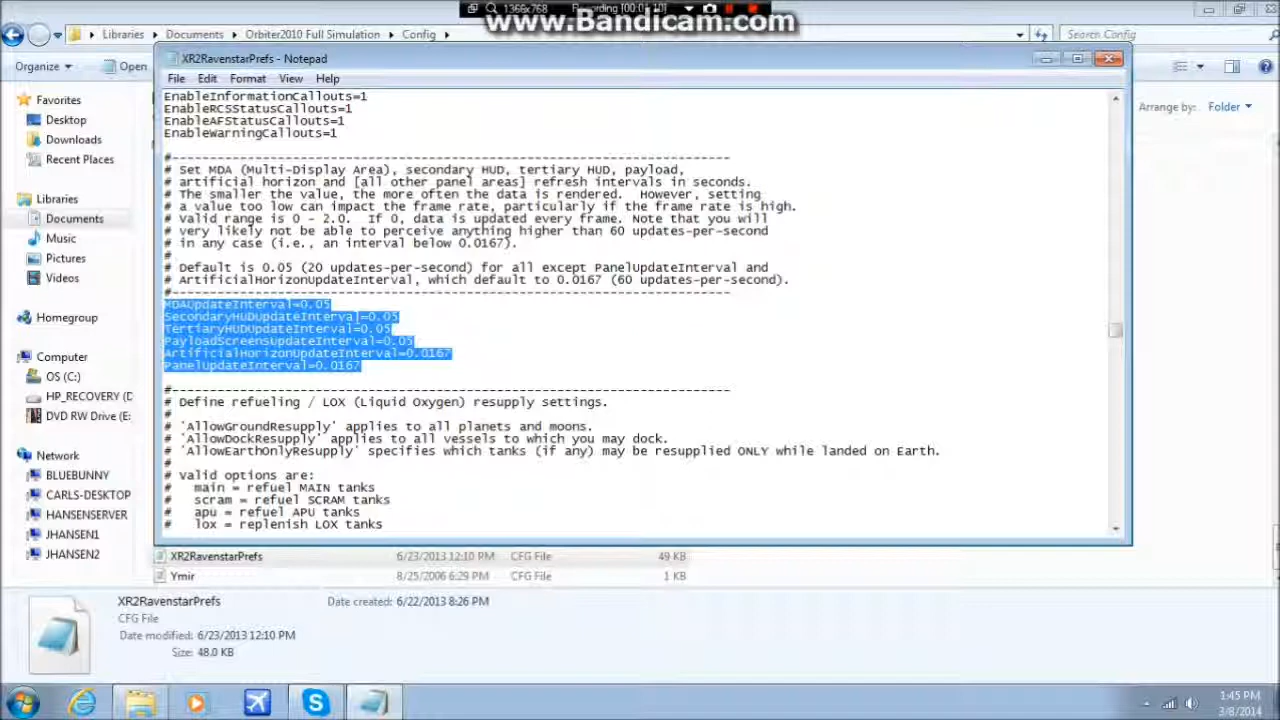 1366x768 Recording [00:01:10]
www.Bandicam.com
Libraries Documents Orbiter2010 Full Simulation Config Search Config
XR2RavenstarPrefs - Notepad
Organize Open
File Edit Format View Help
Arrange by: Folder
Favorites
Desktop
Downloads
Recent Places
Libraries
Documents
Music
Pictures
Videos
Homegroup
Computer
OS (C:)
HP_RECOVERY (D
DVD RW Drive (E:
Network
BLUEBUNNY
CARLS-DESKTOP
HANSENSERVER
JHANSEN1
JHANSEN2
EnableInformationCallouts=1
EnableRCSStatusCallouts=1
EnableAFStatusCallouts=1
EnableWarningCallouts=1
#---------------------------------------------------------------------------
# Set MDA (Multi-Display Area), secondary HUD, tertiary HUD, payload,
# artificial horizon and [all other panel areas] refresh intervals in seconds.
# The smaller the value, the more often the data is rendered.  However, setting
# a value too low can impact the frame rate, particularly if the frame rate is high.
# Valid range is 0 - 2.0.  If 0, data is updated every frame. Note that you will
# very likely not be able to perceive anything higher than 60 updates-per-second
# in any case (i.e., an interval below 0.0167).
#
# Default is 0.05 (20 updates-per-second) for all except PanelUpdateInterval and
# ArtificialHorizonUpdateInterval, which default to 0.0167 (60 updates-per-second).
#---------------------------------------------------------------------------
MDAUpdateInterval=0.05
SecondaryHUDUpdateInterval=0.05
TertiaryHUDUpdateInterval=0.05
PayloadScreensUpdateInterval=0.05
ArtificialHorizonUpdateInterval=0.0167
PanelUpdateInterval=0.0167
#---------------------------------------------------------------------------
# Define refueling / LOX (Liquid Oxygen) resupply settings.
#
# 'AllowGroundResupply' applies to all planets and moons.
# 'AllowDockResupply' applies to all vessels to which you may dock.
# 'AllowEarthOnlyResupply' specifies which tanks (if any) may be resupplied ONLY while landed on Earth.
#
# Valid options are:
#   main = refuel MAIN tanks
#   scram = refuel SCRAM tanks
#   apu = refuel APU tanks
#   lox = replenish LOX tanks
XR2RavenstarPrefs 6/23/2013 12:10 PM CFG File 49 KB
Ymir 8/25/2006 6:29 PM CFG File 1 KB
XR2RavenstarPrefs Date created: 6/22/2013 8:26 PM
CFG File
Date modified: 6/23/2013 12:10 PM
Size: 48.0 KB
1:45 PM
3/8/2014